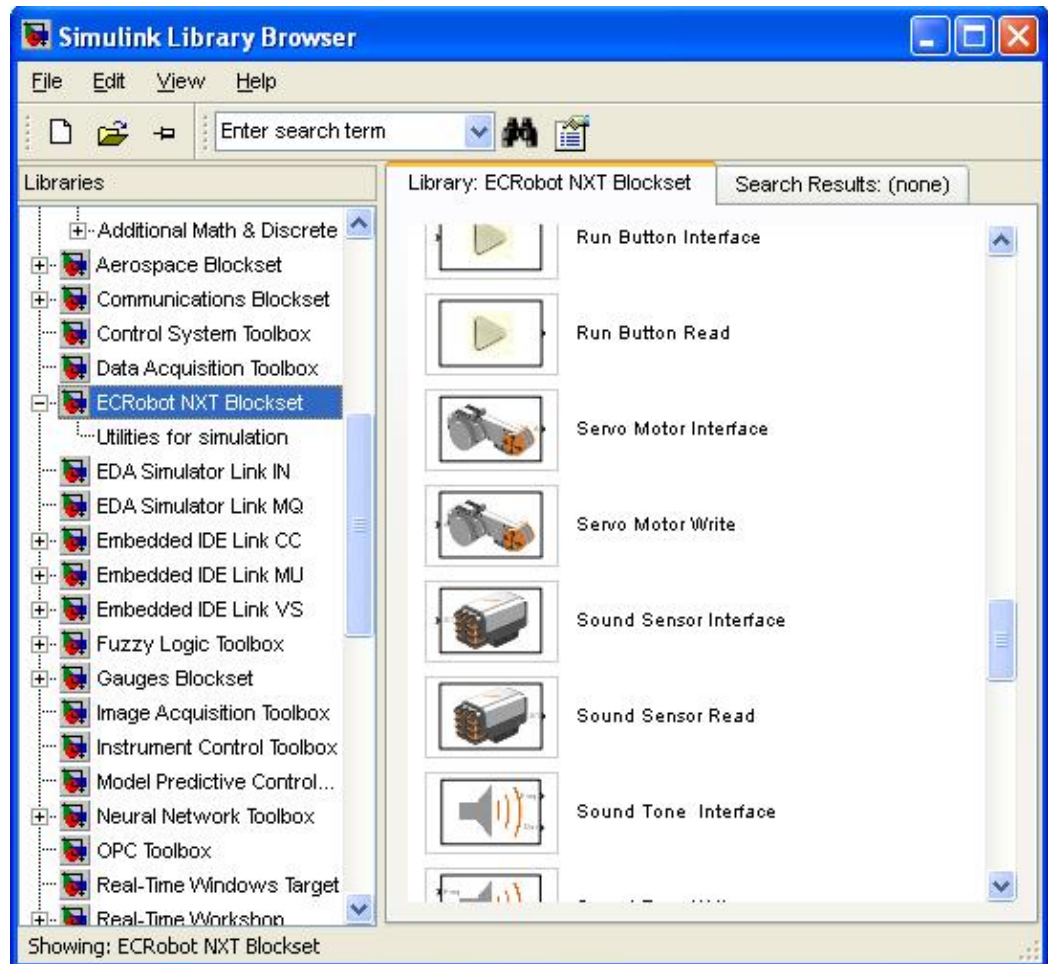 Simulink Library Browser
File Edit View Help
Enter search term
Libraries
Additional Math & Discrete
Aerospace Blockset
Communications Blockset
Control System Toolbox
Data Acquisition Toolbox
ECRobot NXT Blockset
Utilities for simulation
EDA Simulator Link IN
EDA Simulator Link MQ
Embedded IDE Link CC
Embedded IDE Link MU
Embedded IDE Link VS
Fuzzy Logic Toolbox
Gauges Blockset
Image Acquisition Toolbox
Instrument Control Toolbox
Model Predictive Control...
Neural Network Toolbox
OPC Toolbox
Real-Time Windows Target
Real-Time Workshop
Library: ECRobot NXT Blockset
Search Results: (none)
Run Button Interface
Run Button Read
Servo Motor Interface
Servo Motor Write
Sound Sensor Interface
Sound Sensor Read
Sound Tone Interface
Showing: ECRobot NXT Blockset